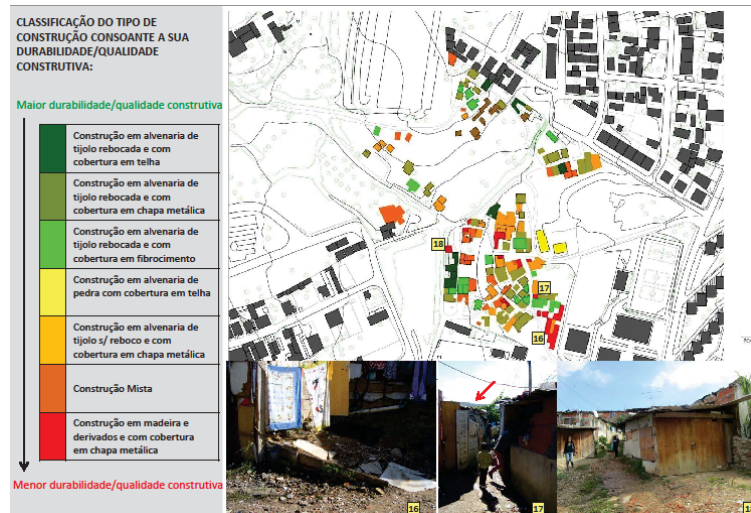 CLASSIFICAÇÃO DO TIPO DE
CONSTRUÇÃO CONSOANTE A SUA
DURABILIDADE/QUALIDADE
CONSTRUTIVA:
Maior durabilidade/qualidade construtiva
Construção em alvenaria de
tijolo rebocada e com
cobertura em telha
Construção em alvenaria de
tijolo rebocada e com
cobertura em chapa metálica
Construção em alvenaria de
tijolo rebocada e com
cobertura em fibrocimento
Construção em alvenaria de
pedra com cobertura em telha
Construção em alvenaria de
tijolo s/ reboco e com
cobertura em chapa metálica
Construção Mista
Construção em madeira e
derivados e com cobertura
em chapa metálica
Menor durabilidade/qualidade construtiva
18
17
16
16
17